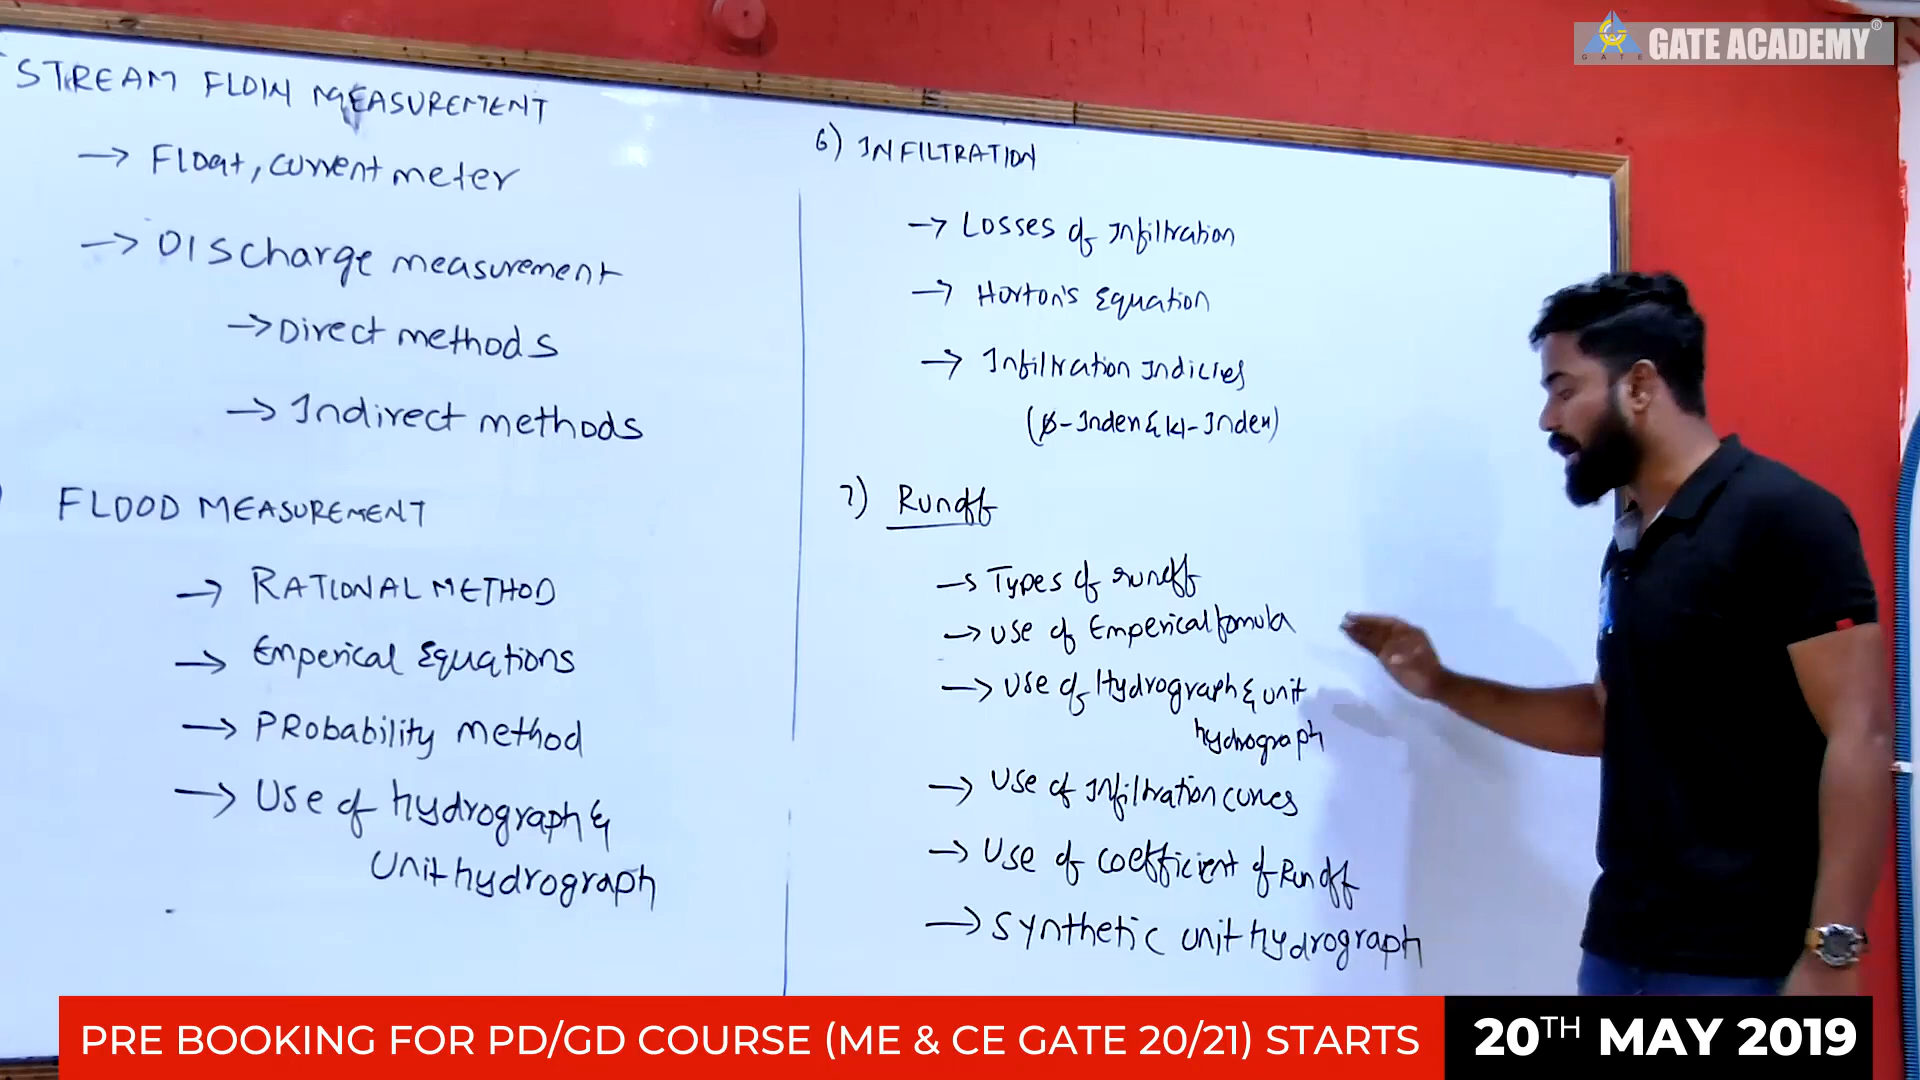 STREAM FLOW MEASUREMENT
→ Float, current meter
→ Discharge measurement
→ Direct methods
→ Indirect methods
FLOOD MEASUREMENT
→ RATIONAL METHOD
→ Emperical Equations
→ PRobability method
→ Use of hydrograph &
Unit hydrograph
6) INFILTRATION
→ Losses of Infiltration
→ Horton's Equation
→ Infiltration Indicies
(φ-Index & W-Index)
7) Runoff
→ Types of runoff
→ Use of Emperical fomula
→ Use of Hydrograph & unit
hydrograph
→ Use of Infiltration curves
→ Use of coefficient of Runoff
→ Synthetic unit hydrograph
GATE
GATE ACADEMY®
PRE BOOKING FOR PD/GD COURSE (ME & CE GATE 20/21) STARTS
20TH MAY 2019